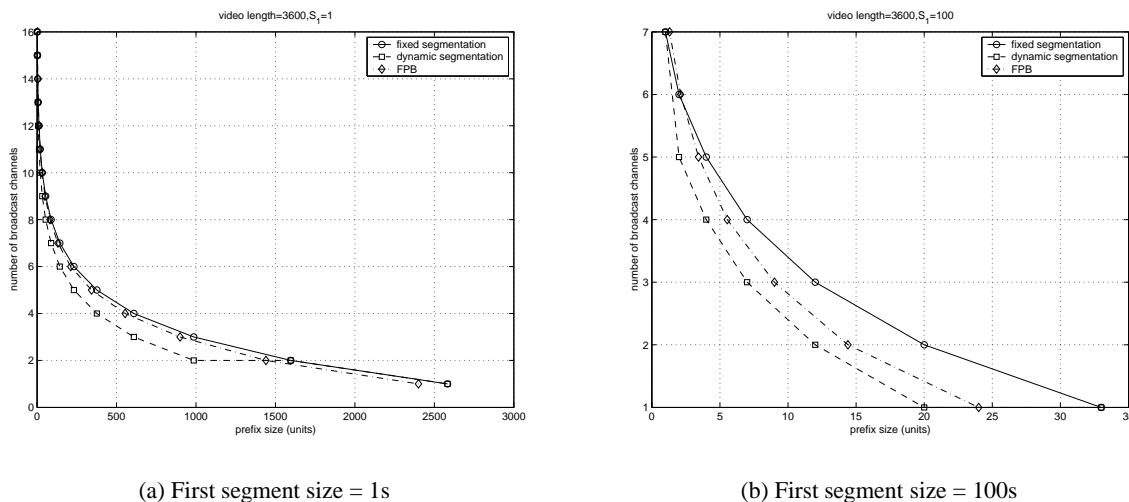 video length=3600,S1=1
16
14
12
10
8
6
4
2
0
number of broadcast channels
0 500 1000 1500 2000 2500 3000
prefix size (units)
fixed segmentation
dynamic segmentation
FPB
(a) First segment size = 1s
video length=3600,S1=100
7
6
5
4
3
2
1
number of broadcast channels
0 5 10 15 20 25 30 35
prefix size (units)
fixed segmentation
dynamic segmentation
FPB
(b) First segment size = 100s